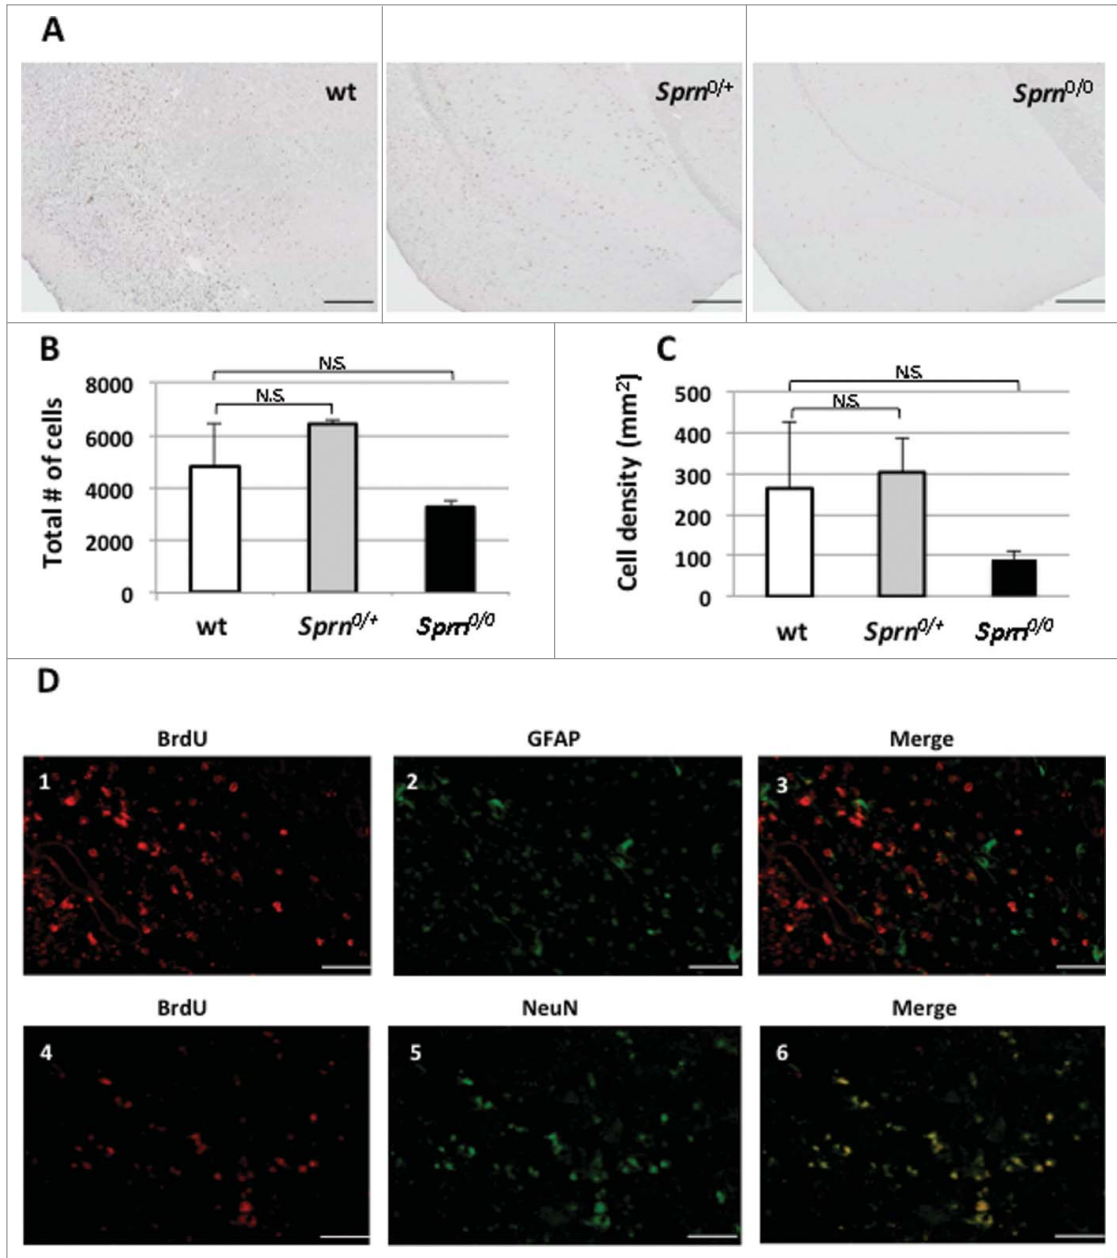 A
wt
Sprn0/+
Sprn0/0
B
N.S.
N.S.
Total # of cells
8000
6000
4000
2000
0
wt
Sprn0/+
Sprn0/0
C
N.S.
N.S.
Cell density (mm2)
500
400
300
200
100
0
wt
Sprn0/+
Sprn0/0
D
BrdU
GFAP
Merge
1
2
3
BrdU
NeuN
Merge
4
5
6